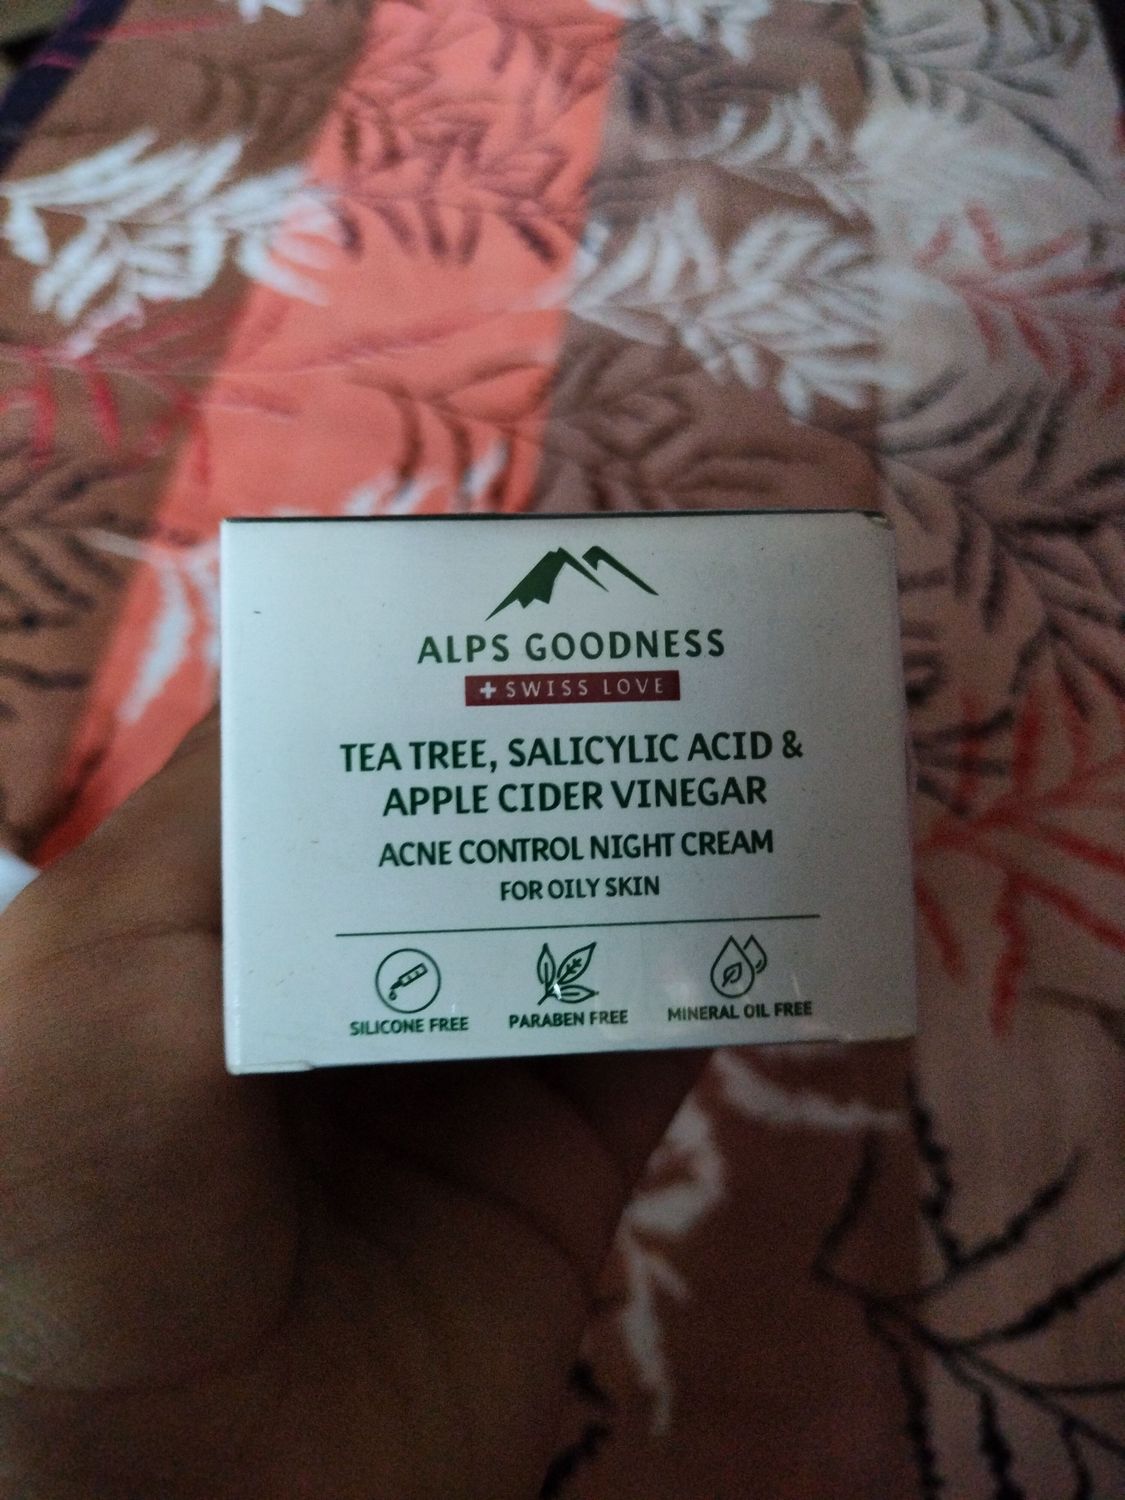 ALPS GOODNESS
SWISS LOVE
TEA TREE, SALICYLIC ACID &
APPLE CIDER VINEGAR
ACNE CONTROL NIGHT CREAM
FOR OILY SKIN
SILICONE FREE PARABEN FREE MINERAL OIL FREE